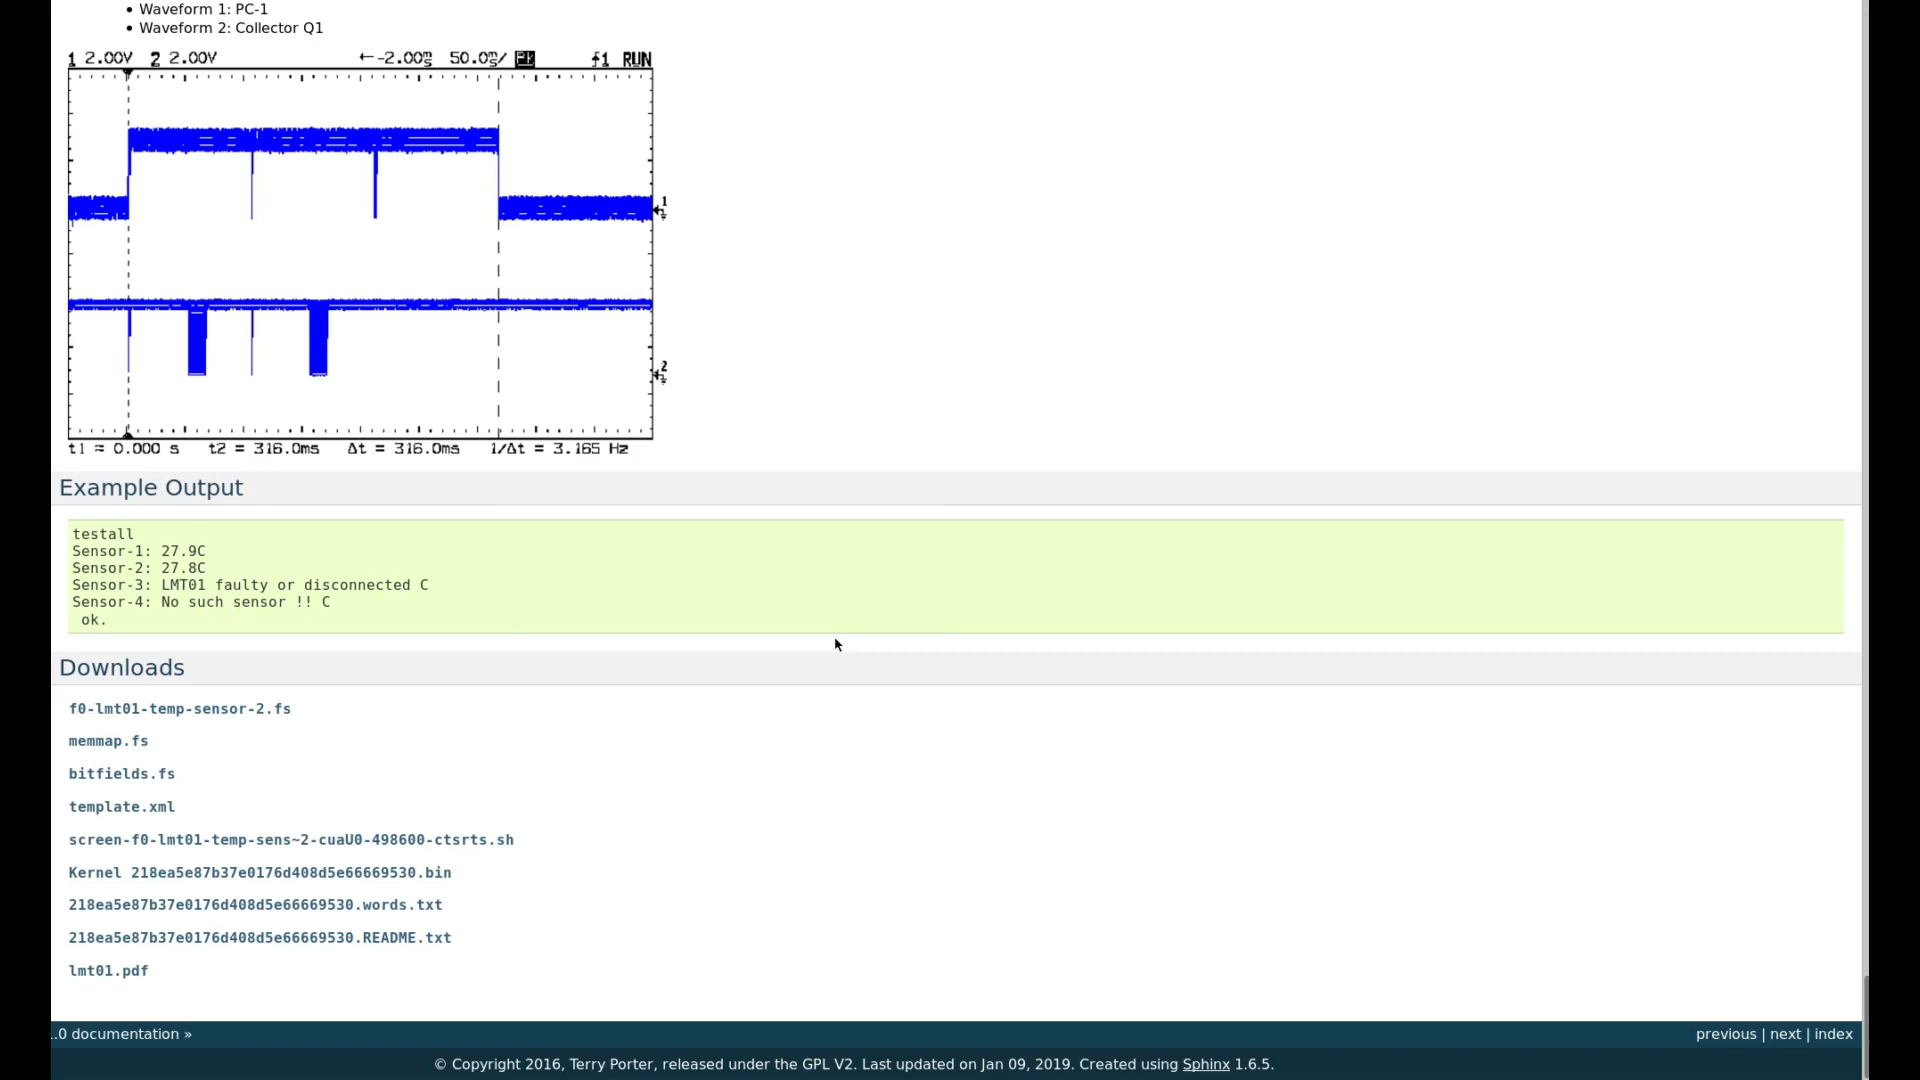 Waveform 1: PC-1
Waveform 2: Collector Q1
1 2.00V 2 2.00V ←-2.00ms 50.0ms/ Pk ƒ1 RUN
1
2
t1 = 0.000 s t2 = 316.0ms Δt = 316.0ms 1/Δt = 3.165 Hz
Example Output
testall
Sensor-1: 27.9C
Sensor-2: 27.8C
Sensor-3: LMT01 faulty or disconnected C
Sensor-4: No such sensor !! C
ok.
Downloads
f0-lmt01-temp-sensor-2.fs
memmap.fs
bitfields.fs
template.xml
screen-f0-lmt01-temp-sens~2-cuaU0-498600-ctsrts.sh
Kernel 218ea5e87b37e0176d408d5e66669530.bin
218ea5e87b37e0176d408d5e66669530.words.txt
218ea5e87b37e0176d408d5e66669530.README.txt
lmt01.pdf
.0 documentation » previous | next | index
© Copyright 2016, Terry Porter, released under the GPL V2. Last updated on Jan 09, 2019. Created using Sphinx 1.6.5.